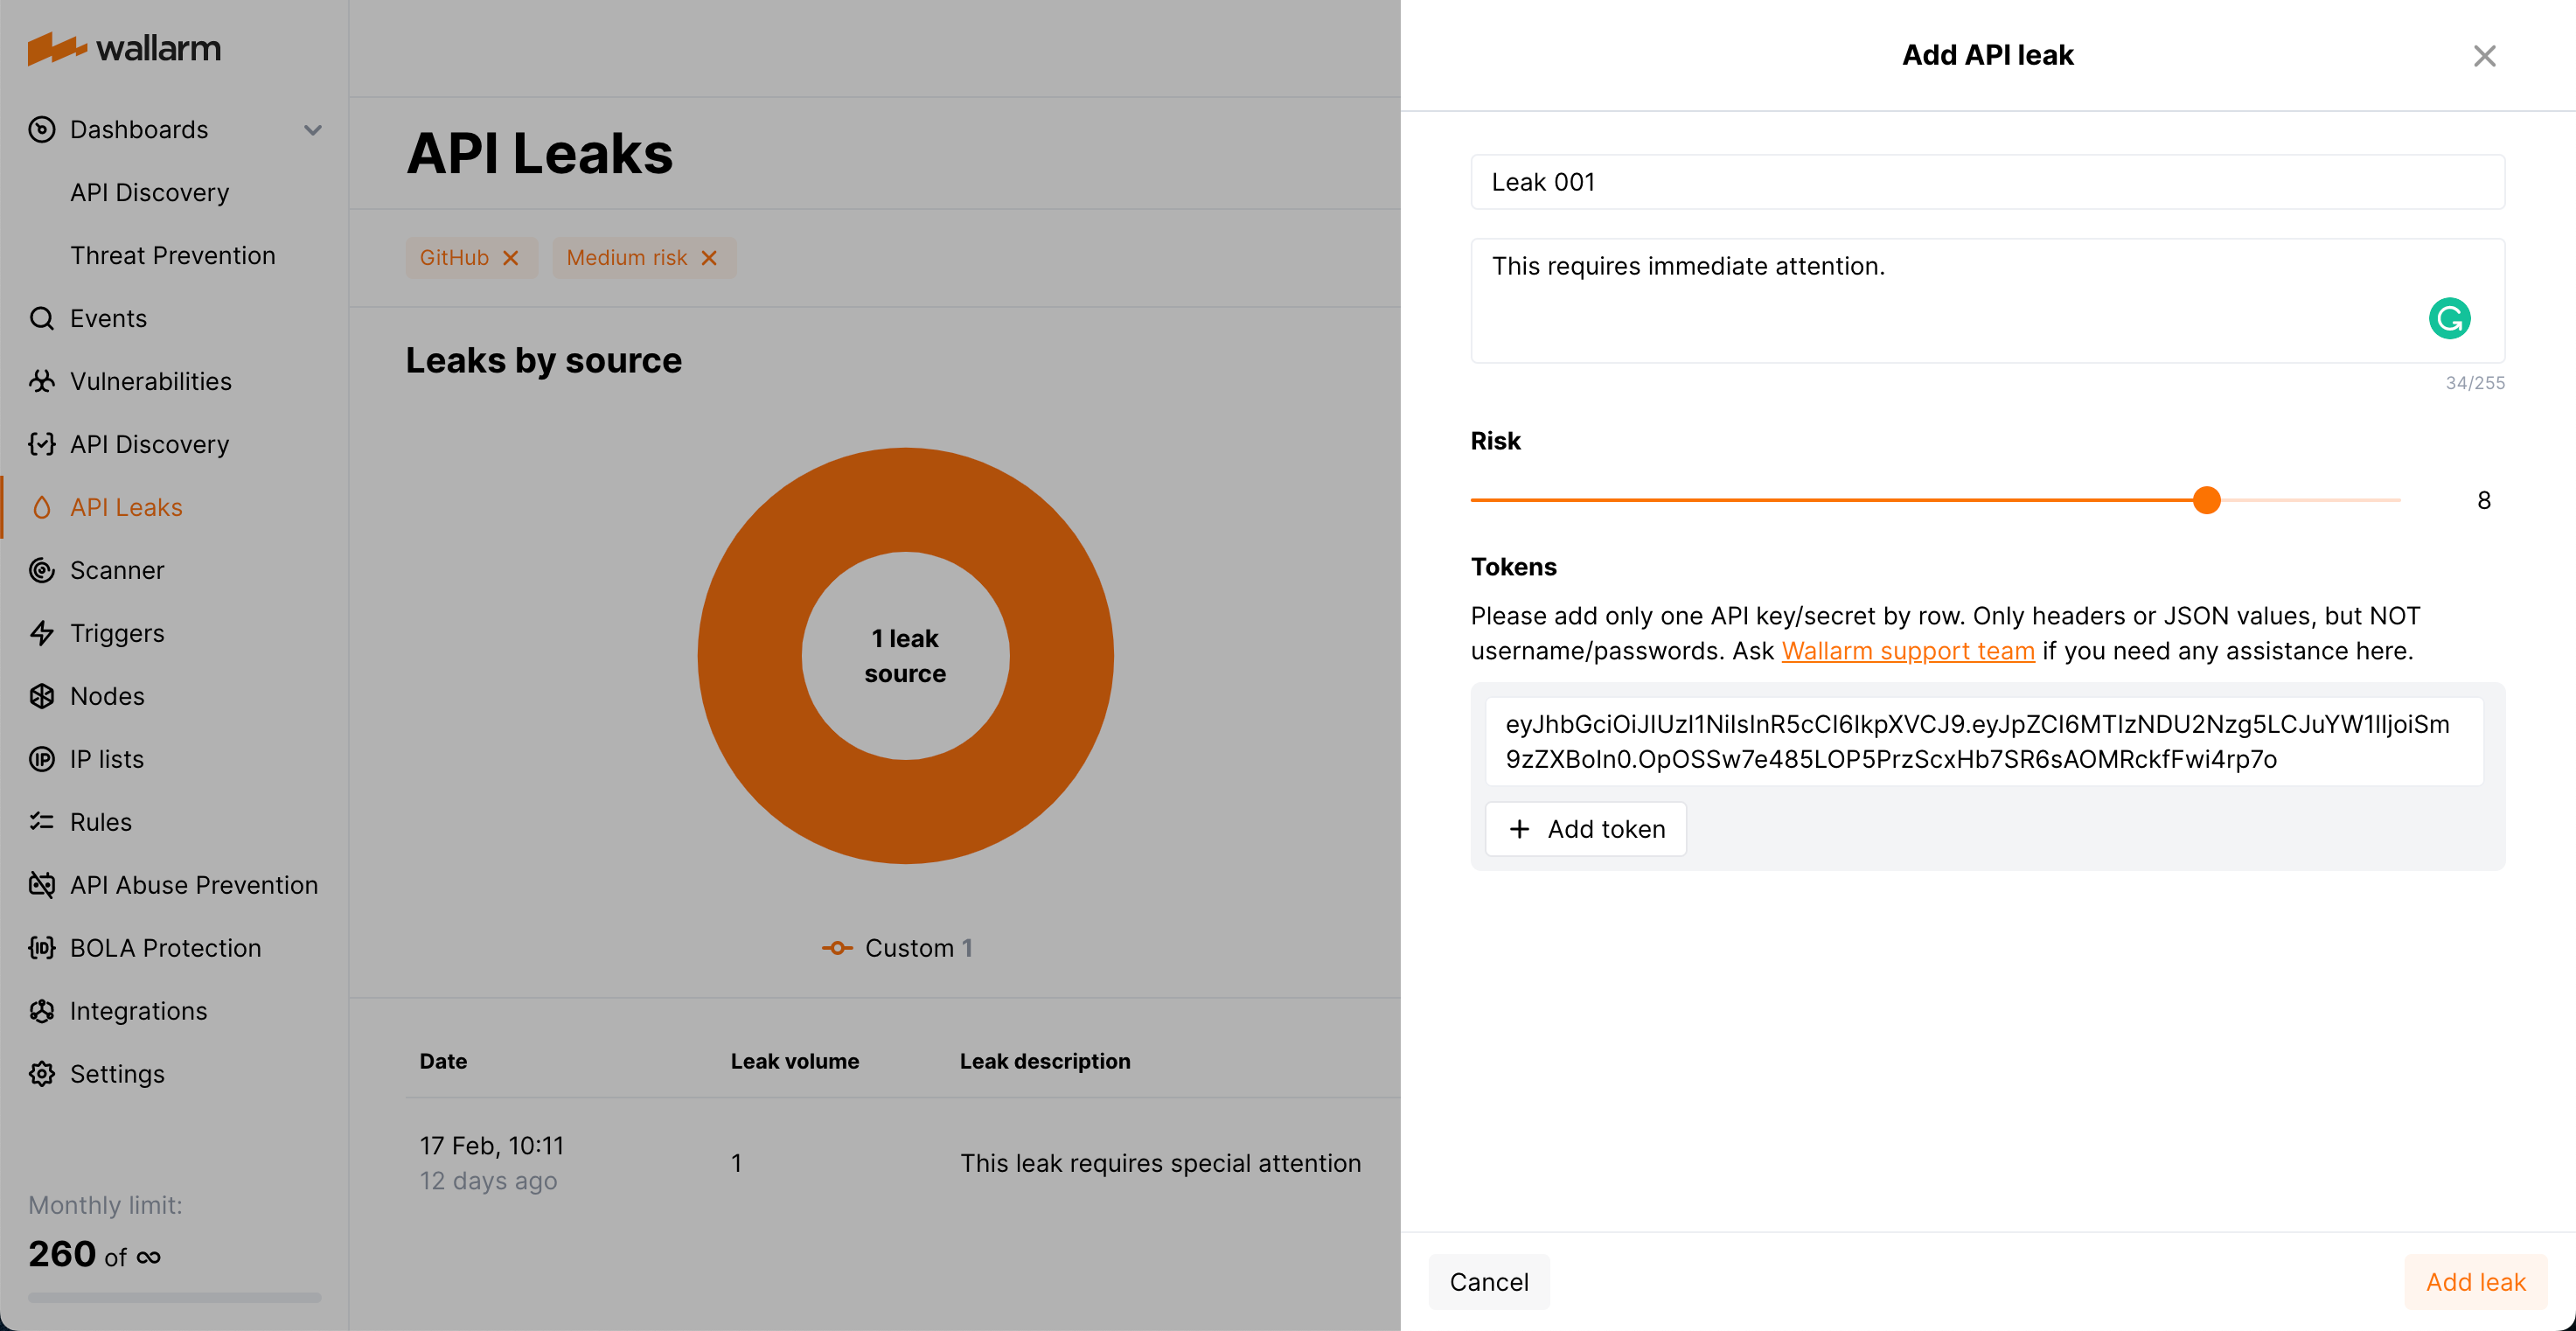 wallarm
Dashboards
API Discovery
Threat Prevention
Events
Vulnerabilities
API Discovery
API Leaks
Scanner
Triggers
Nodes
IP lists
Rules
API Abuse Prevention
BOLA Protection
Integrations
Settings
Monthly limit:
260 of ∞
API Leaks
GitHub
Medium risk
Leaks by source
1 leak
source
Custom 1
Date Leak volume Leak description
17 Feb, 10:11 1 This leak requires special attention
12 days ago
Add API leak
Leak 001
This requires immediate attention.
34/255
Risk
8
Tokens
Please add only one API key/secret by row. Only headers or JSON values, but NOT
username/passwords. Ask Wallarm support team if you need any assistance here.
eyJhbGciOiJIUzI1NiIsInR5cCI6IkpXVCJ9.eyJpZCI6MTIzNDU2Nzg5LCJuYW1lIjoiSm
9zZXBoIn0.OpOSSw7e485LOP5PrzScxHb7SR6sAOMRckfFwi4rp7o
Add token
Cancel
Add leak